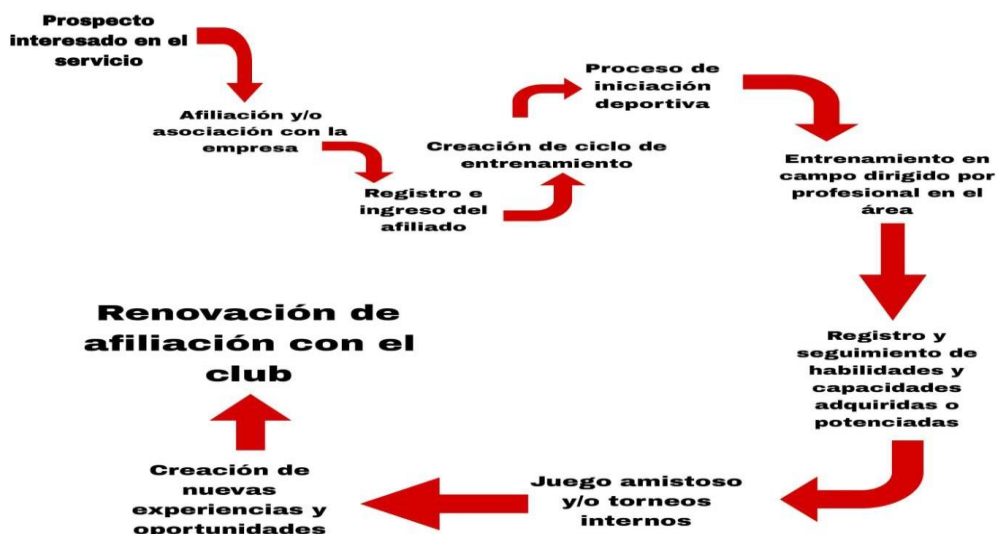 Prospecto
interesado en el
servicio
Afiliación y/o
asociación con la
empresa
Registro e
ingreso del
afiliado
Creación de ciclo de
entrenamiento
Proceso de
iniciación
deportiva
Entrenamiento en
campo dirigido por
profesional en el
área
Registro y
seguimiento de
habilidades y
capacidades
adquiridas o
potenciadas
Juego amistoso
y/o torneos
internos
Creación de
nuevas
experiencias y
oportunidades
Renovación de
afiliación con el
club